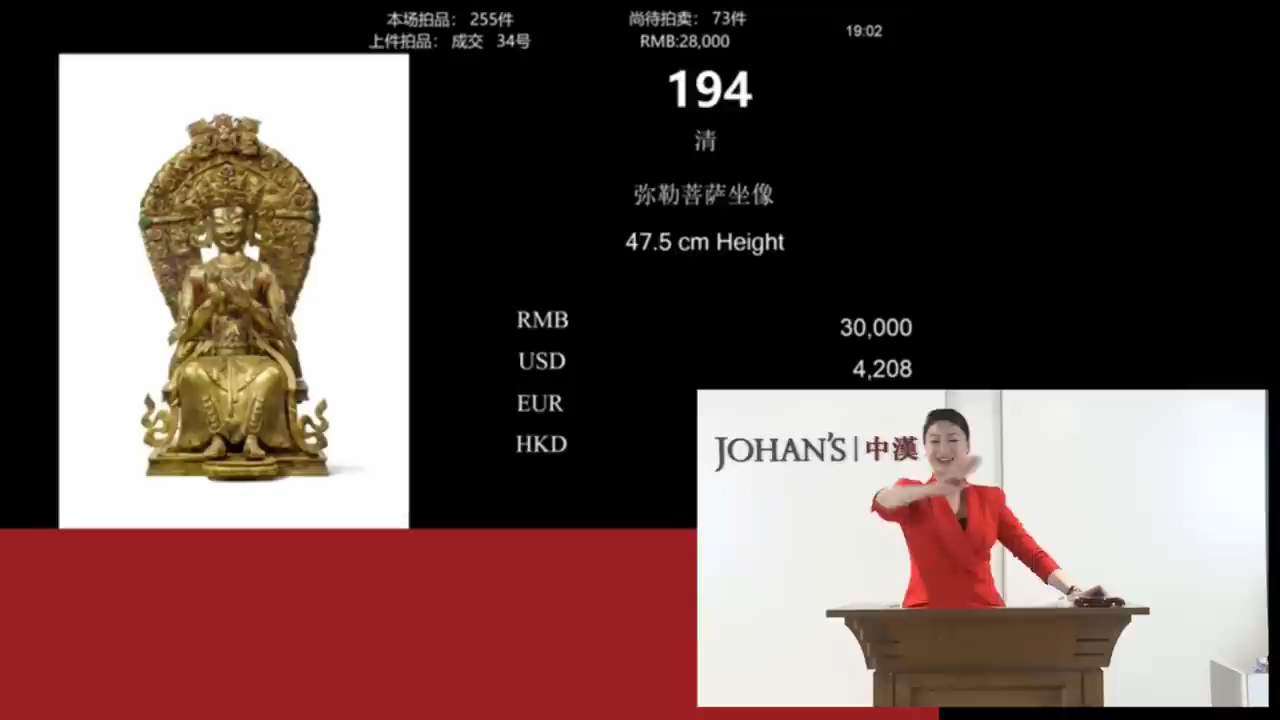 本场拍品： 255件
尚待拍卖： 73件
上件拍品： 成交 34号
RMB:28,000
19:02
194
清
弥勒菩萨坐像
47.5 cm Height
RMB 30,000
USD 4,208
EUR
HKD
JOHAN'S | 中漢